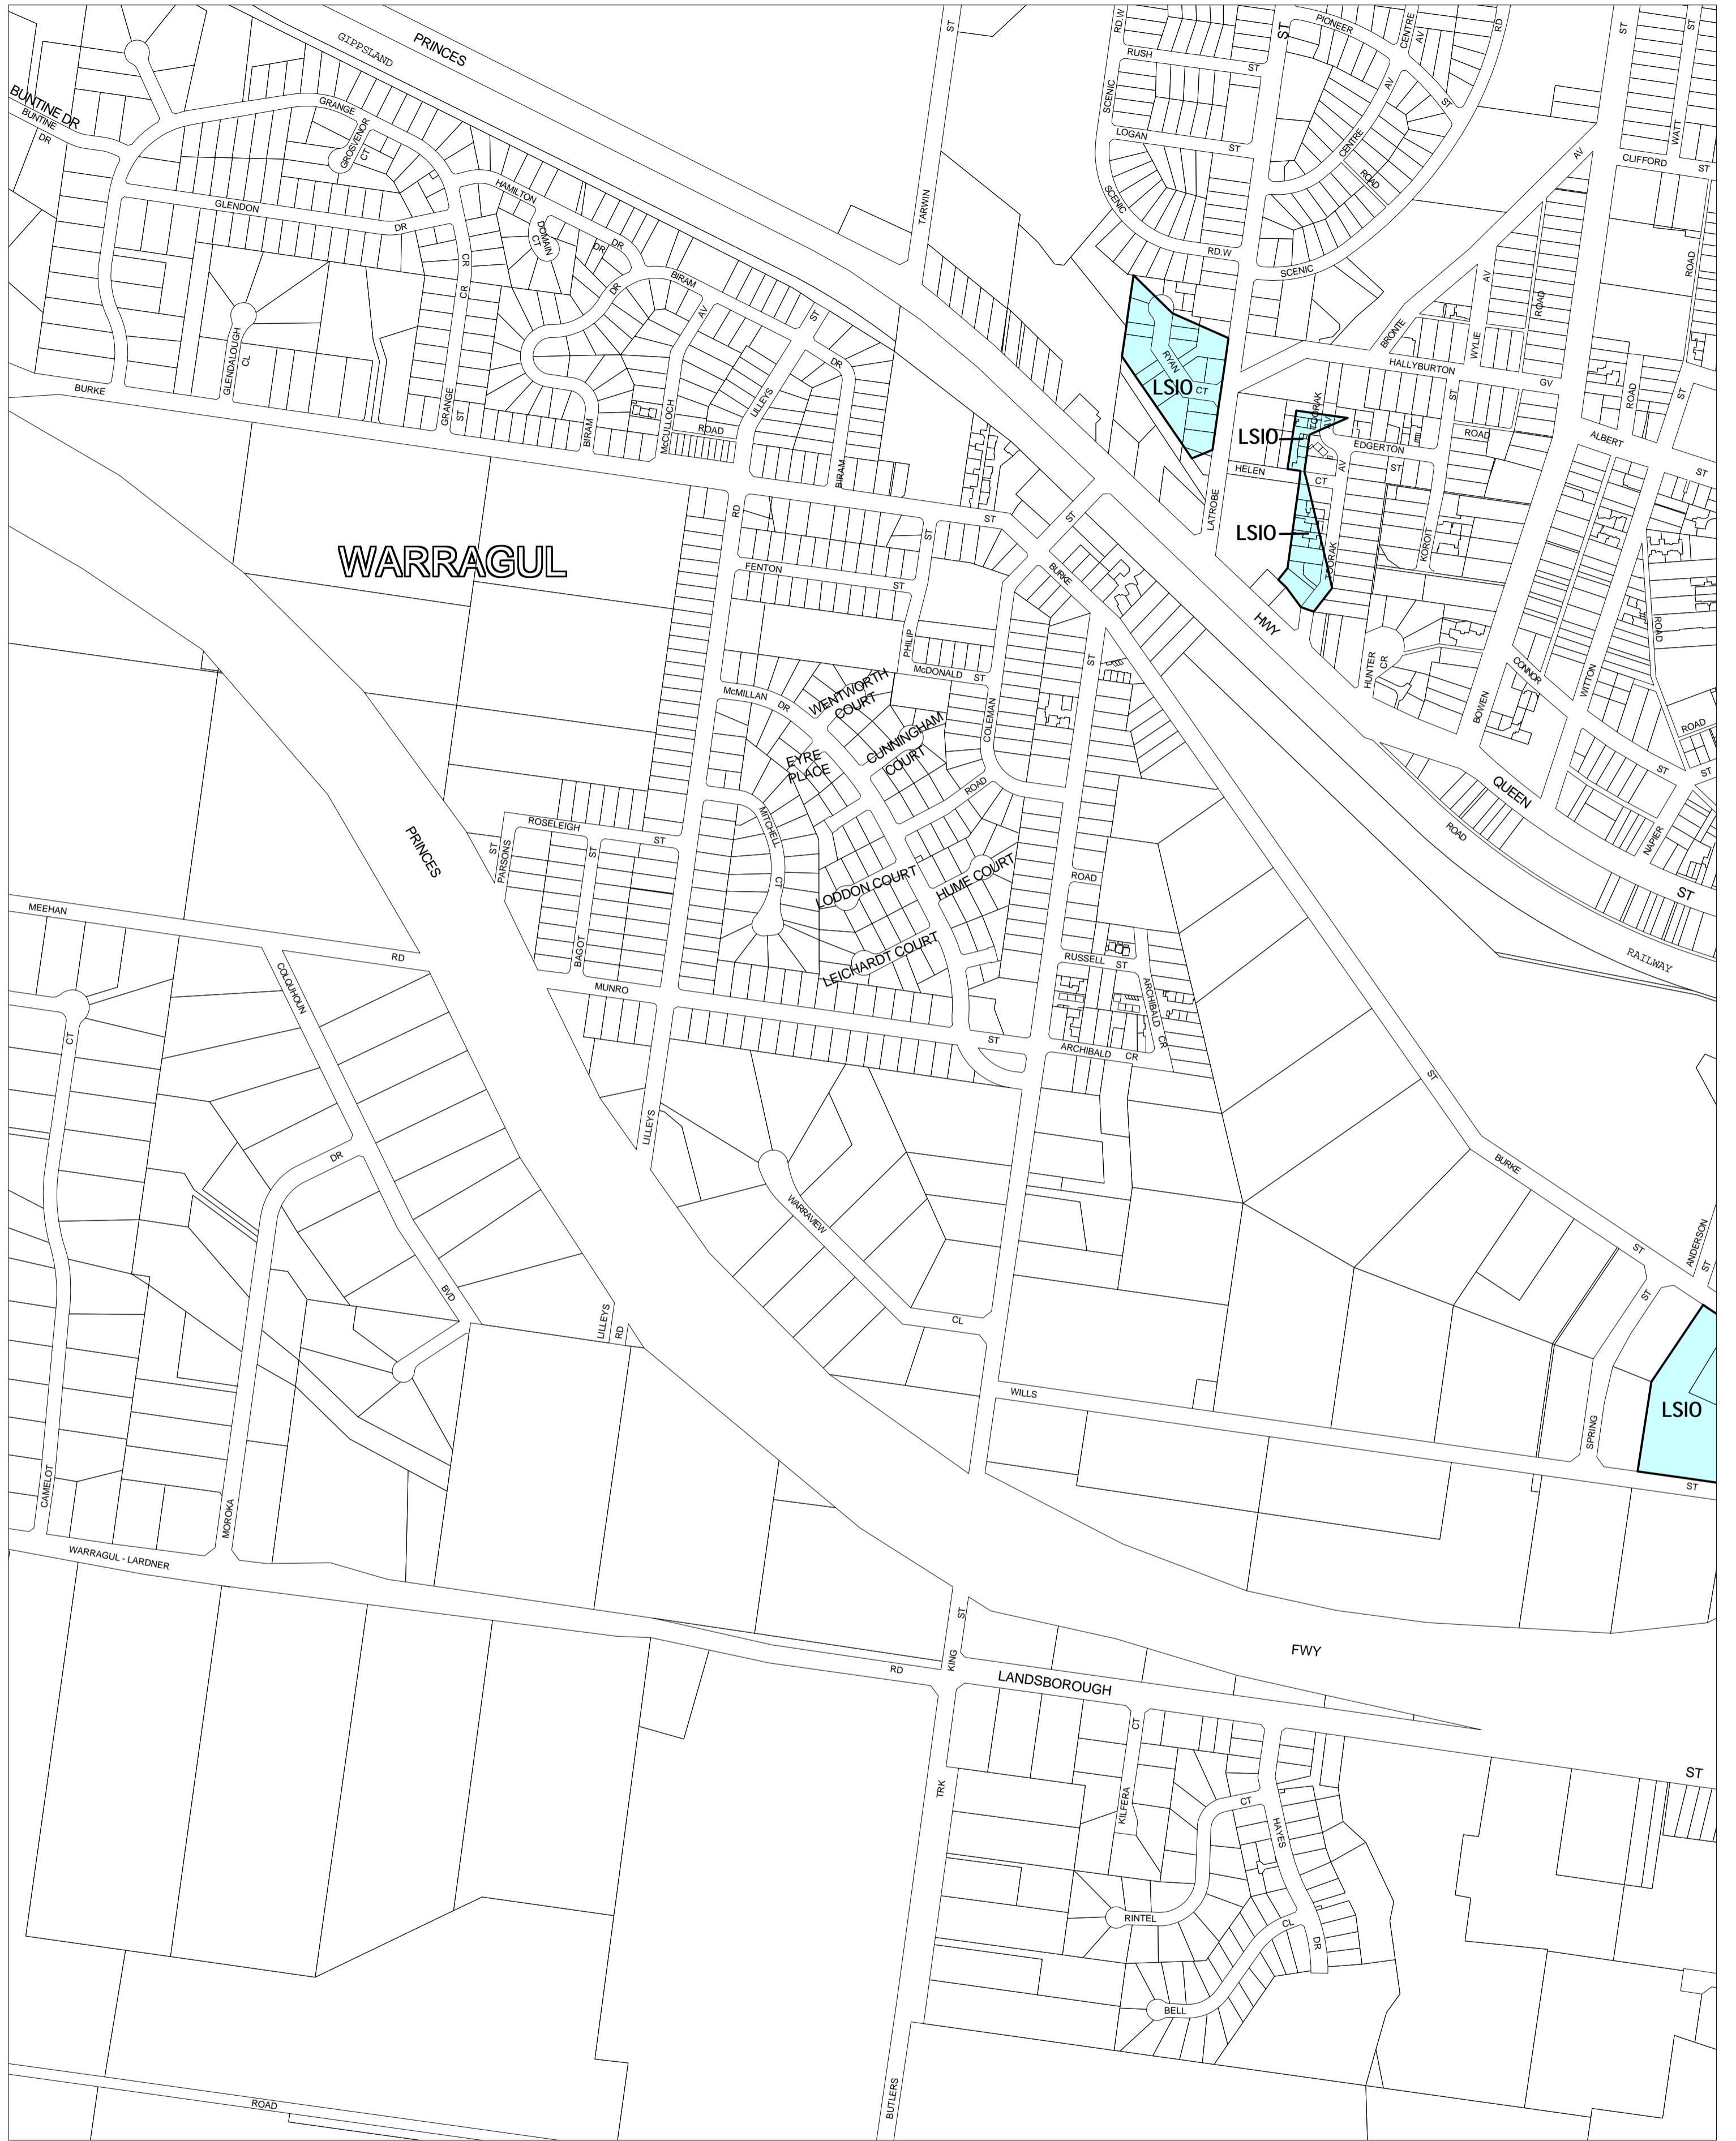 PRINCES
GIPPSLAND
ST
RD.W
RUSH
ST
ST
PIONEER
CENTRE
AV
RD
ST
ST
BUNTINE DR
BUNTINE
DR
GRANGE
GROSVENOR
CT
SCENIC
LOGAN
ST
AV
ST
CENTRE
ROAD
WATT
AV
CLIFFORD
ST
HAMILTON
GLENDON
DR
DOMAIN
CT
DR
DR
TARWIN
SCENIC
RD.W
SCENIC
CR
CR
DR
BIRAM
AV
ST
DR
AV
ROAD
ROAD
GLENDALOUGH
CL
BURKE
GRANGE
ST
BIRAM
McCULLOCH
ROAD
LILLEYS
BIRAM
RYAN
CT
LSIO
BRONTE
WYLIE
HALLYBURTON
GV
ROAD
ST
ST
TOORAK
AV
LSIO
EDGERTON
ST
ROAD
ALBERT
ST
HELEN
CT
AV
LATROBE
LSIO
TOORAK
KOROIT
WARRAGUL
RD
ST
ST
ST
FENTON
ST
BURKE
HWY
PHILIP
McDONALD
ST
ST
HUNTER
CR
BOWEN
CONNOR
WITTON
ROAD
McMILLAN
DR
WENTWORTH
COURT
CUNNINGHAM
COURT
COLEMAN
EYRE
PLACE
ROAD
ROAD
ST
ST
QUEEN
ROAD
NAPIER
ST
PRINCES
ROSELEIGH
ST
ST
PARSONS
ST
MITCHELL
CT
LODDON COURT
HUME COURT
ROAD
LEICHARDT COURT
BAGOT
MEEHAN
RD
COLQUHOUN
MUNRO
ST
RUSSELL
ST
ARCHIBALD
CR
ARCHIBALD
CR
RAILWAY
CT
LILLEYS
ST
BURKE
DR
WARRAVIEW
CL
ST
ANDERSON
ST
ST
BVD
LILLEYS
RD
WILLS
SPRING
LSIO
ST
CAMELOT
MOROKA
WARRAGUL - LARDNER
RD
ST
KING
FWY
LANDSBOROUGH
ST
CT
TRK
KILFERA
CT
HAYES
RINTEL
CL
DR
BELL
BUTLERS
ROAD